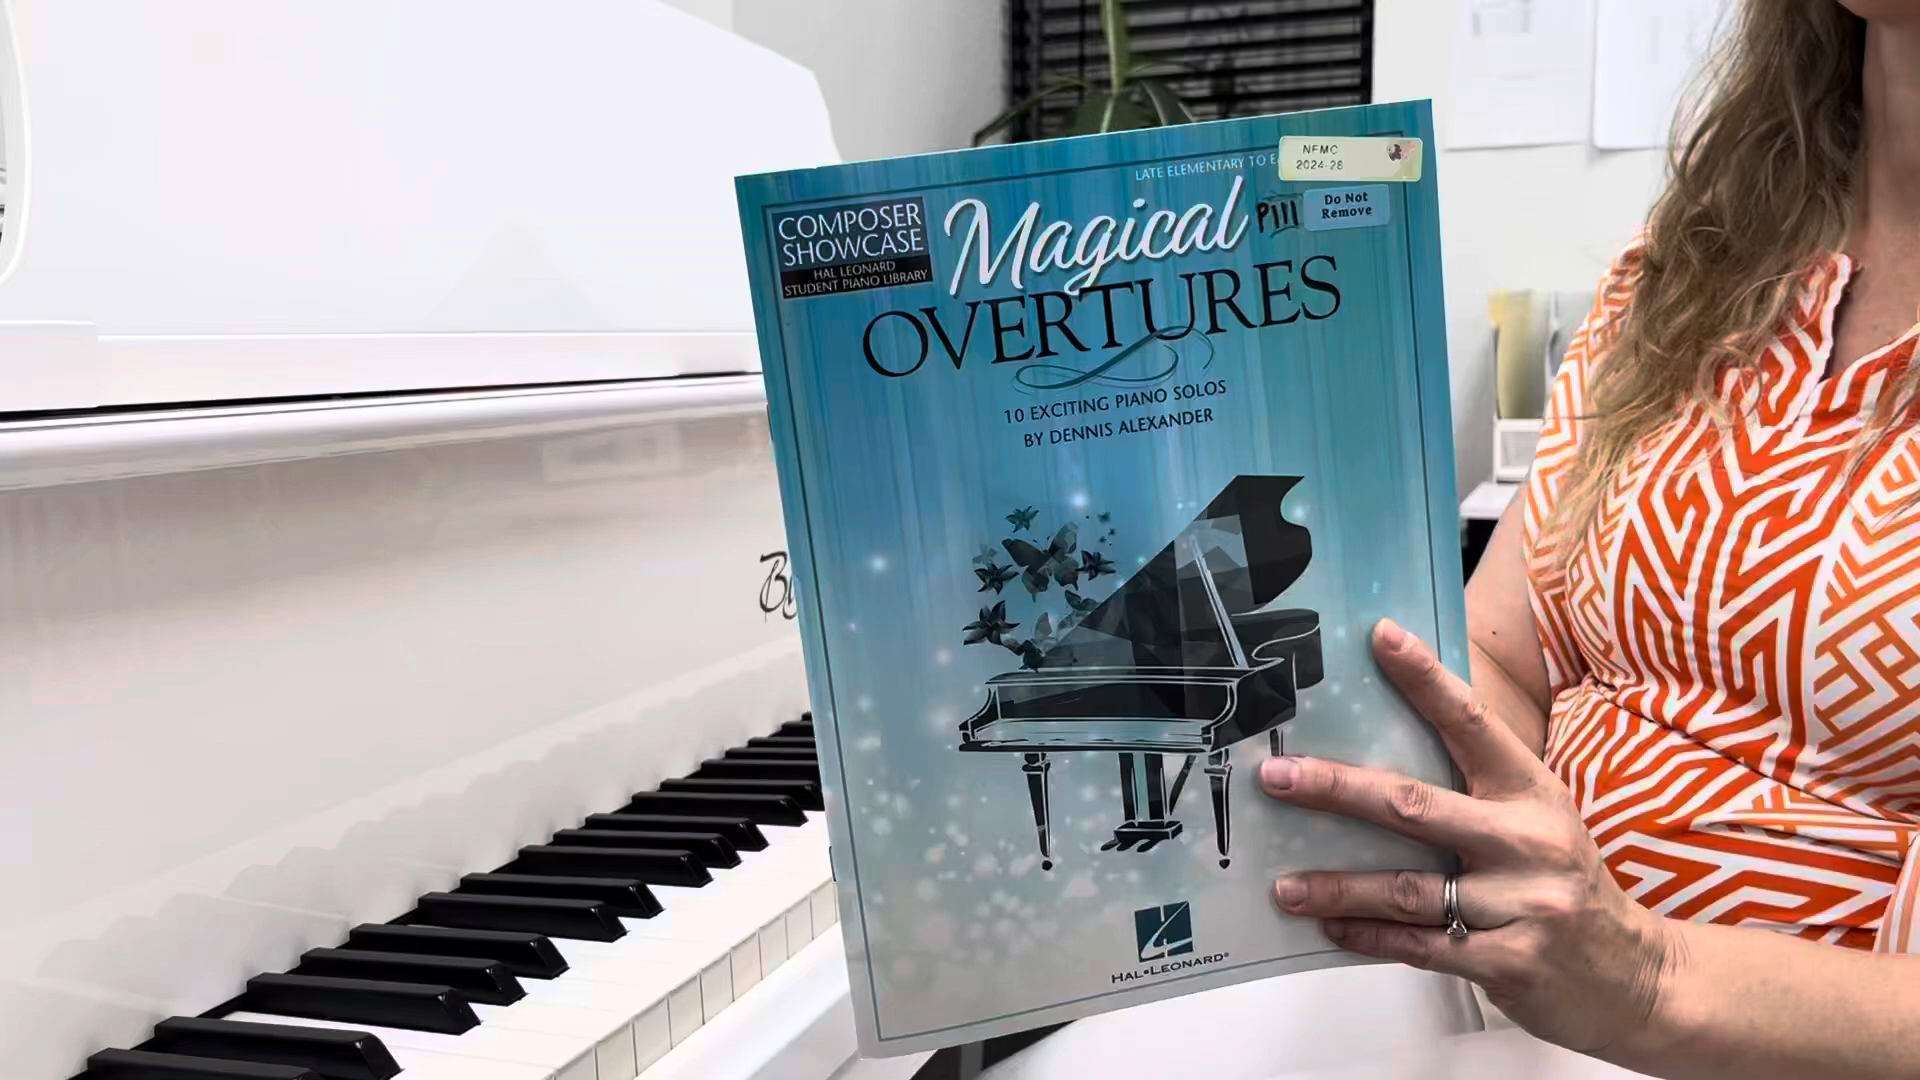 LATE ELEMENTARY TO
NFMC
2024-28
Do Not
Remove
COMPOSER
SHOWCASE
HAL LEONARD
STUDENT PIANO LIBRARY
Magical
PIII
OVERTURES
10 EXCITING PIANO SOLOS
BY DENNIS ALEXANDER
HAL•LEONARD®